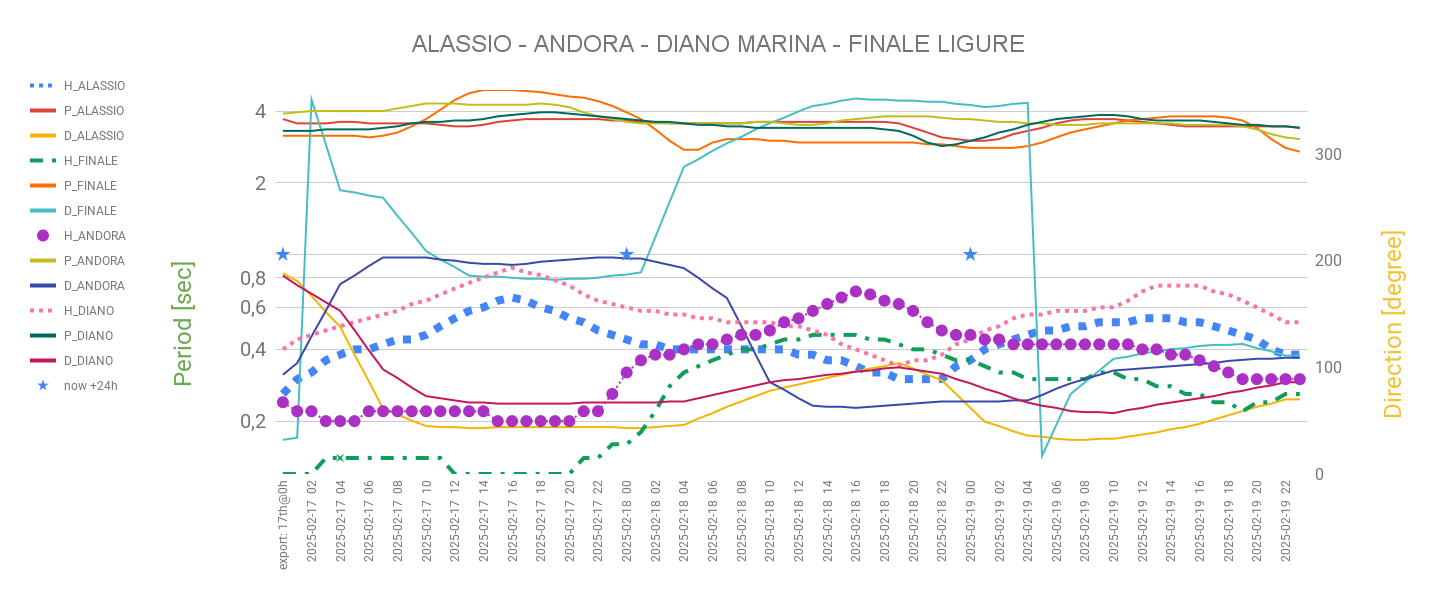 ALASSIO - ANDORA - DIANO MARINA - FINALE LIGURE
H_ALASSIO
P_ALASSIO
D_ALASSIO
H_FINALE
P_FINALE
D_FINALE
H_ANDORA
P_ANDORA
D_ANDORA
H_DIANO
P_DIANO
D_DIANO
now +24h
Period [sec]
4
2
0,8
0,6
0,4
0,2
300
200
100
0
Direction [degree]
export: 17th@0h
2025-02-17 02
2025-02-17 04
2025-02-17 06
2025-02-17 08
2025-02-17 10
2025-02-17 12
2025-02-17 14
2025-02-17 16
2025-02-17 18
2025-02-17 20
2025-02-17 22
2025-02-18 00
2025-02-18 02
2025-02-18 04
2025-02-18 06
2025-02-18 08
2025-02-18 10
2025-02-18 12
2025-02-18 14
2025-02-18 16
2025-02-18 18
2025-02-18 20
2025-02-18 22
2025-02-19 00
2025-02-19 02
2025-02-19 04
2025-02-19 06
2025-02-19 08
2025-02-19 10
2025-02-19 12
2025-02-19 14
2025-02-19 16
2025-02-19 18
2025-02-19 20
2025-02-19 22